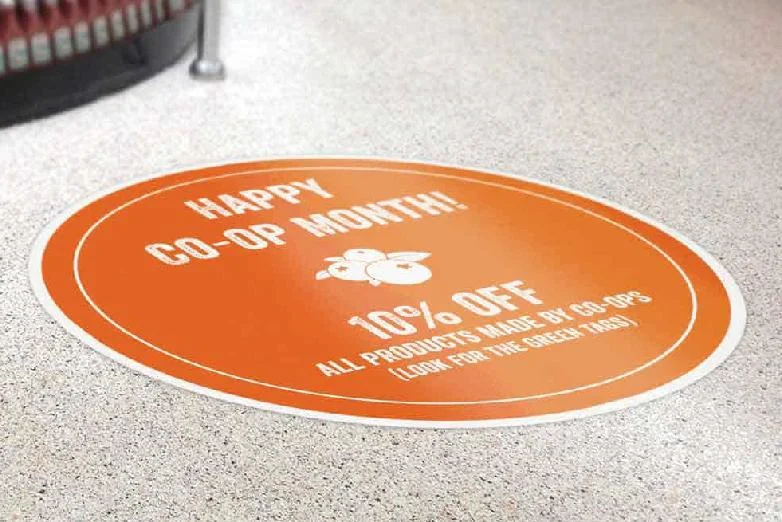 HAPPY
CO-OP MONTH!
10% OFF
ALL PRODUCTS MADE BY CO-OPS
(LOOK FOR THE GREEN TAGS)